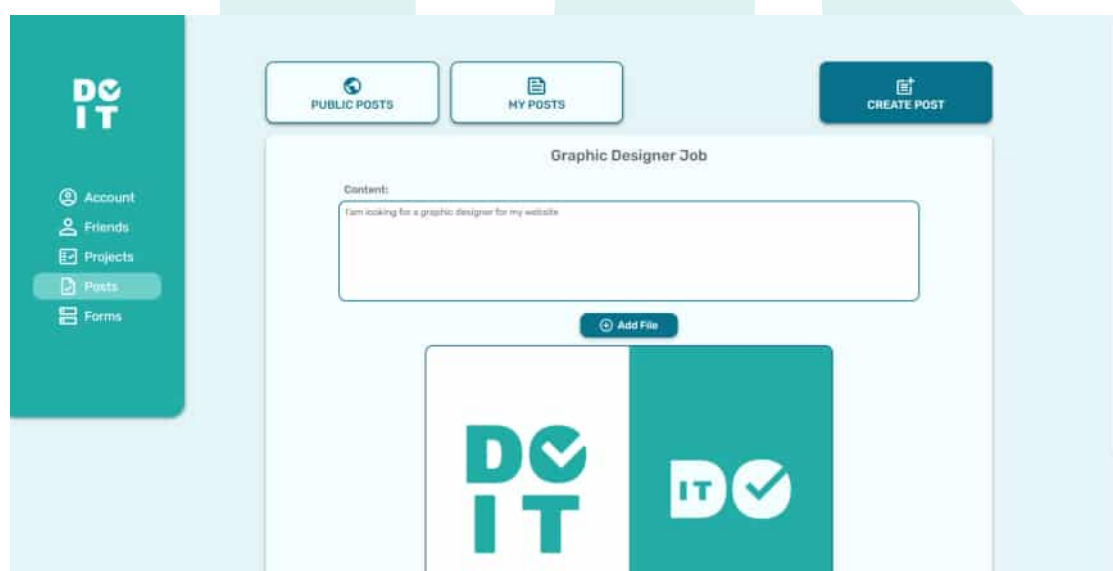 DO
IT
Account
Friends
Projects
Posts
Forms
PUBLIC POSTS
MY POSTS
CREATE POST
Graphic Designer Job
Content:
I'am looking for a graphic designer for my website
Add File
DO
IT
IT DO